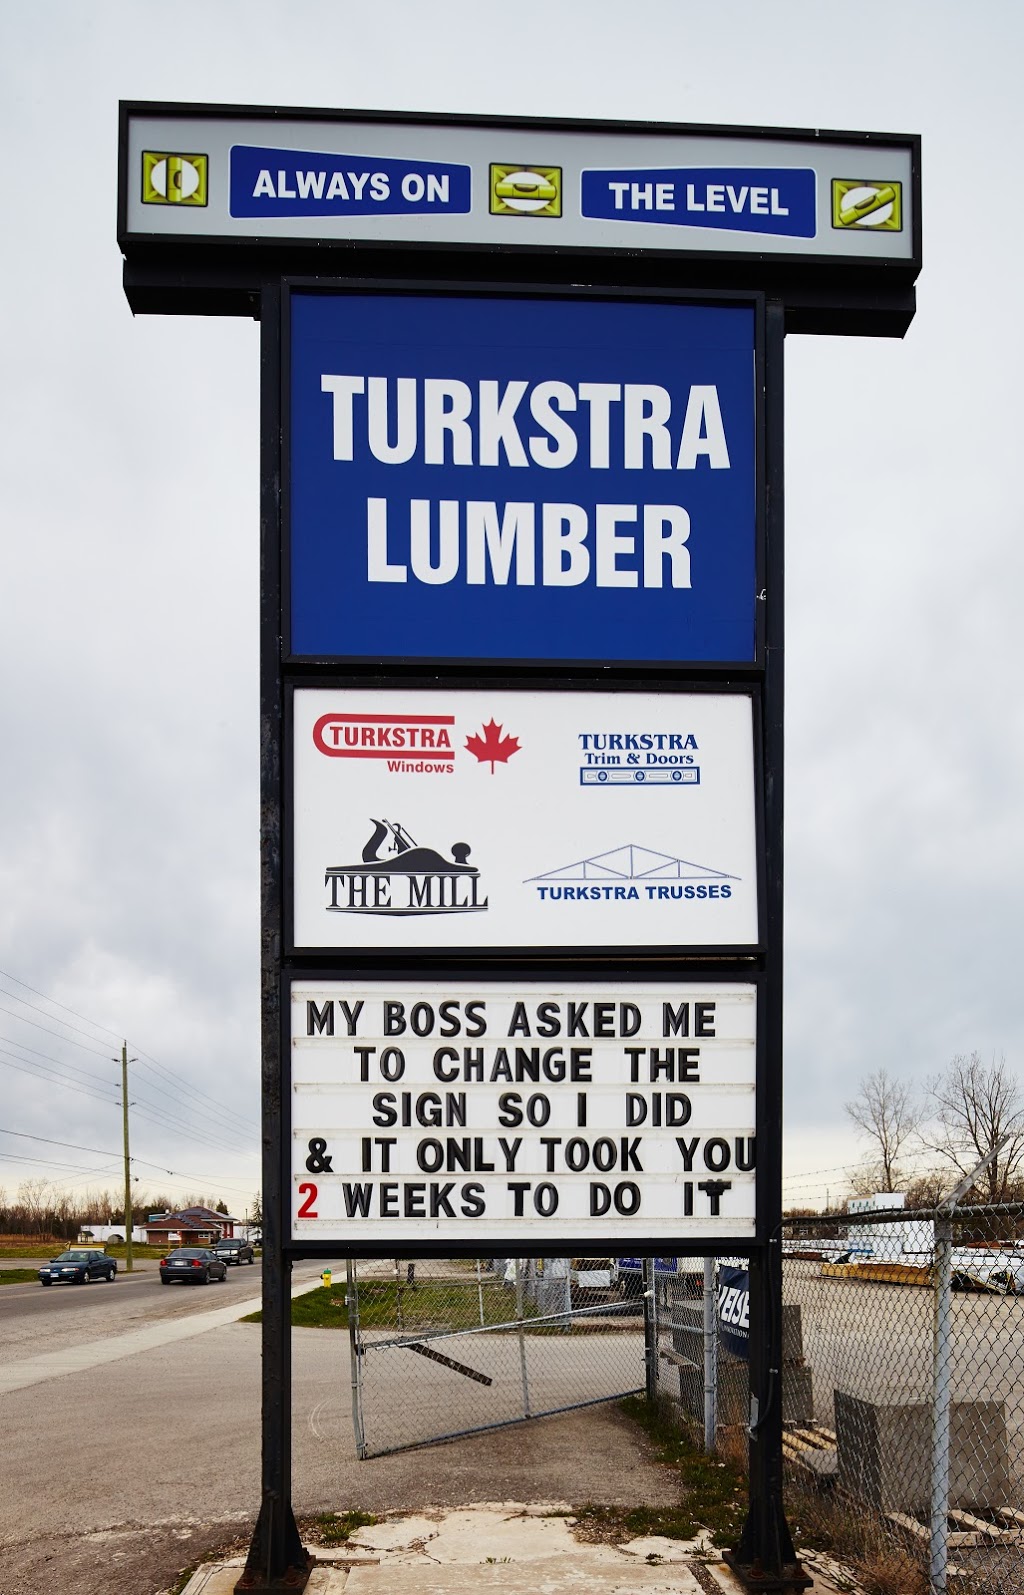 ALWAYS ON THE LEVEL
TURKSTRA
LUMBER
TURKSTRA
Windows
TURKSTRA
Trim & Doors
THE MILL
TURKSTRA TRUSSES
MY BOSS ASKED ME
TO CHANGE THE
SIGN SO I DID
& IT ONLY TOOK YOU
2 WEEKS TO DO IT